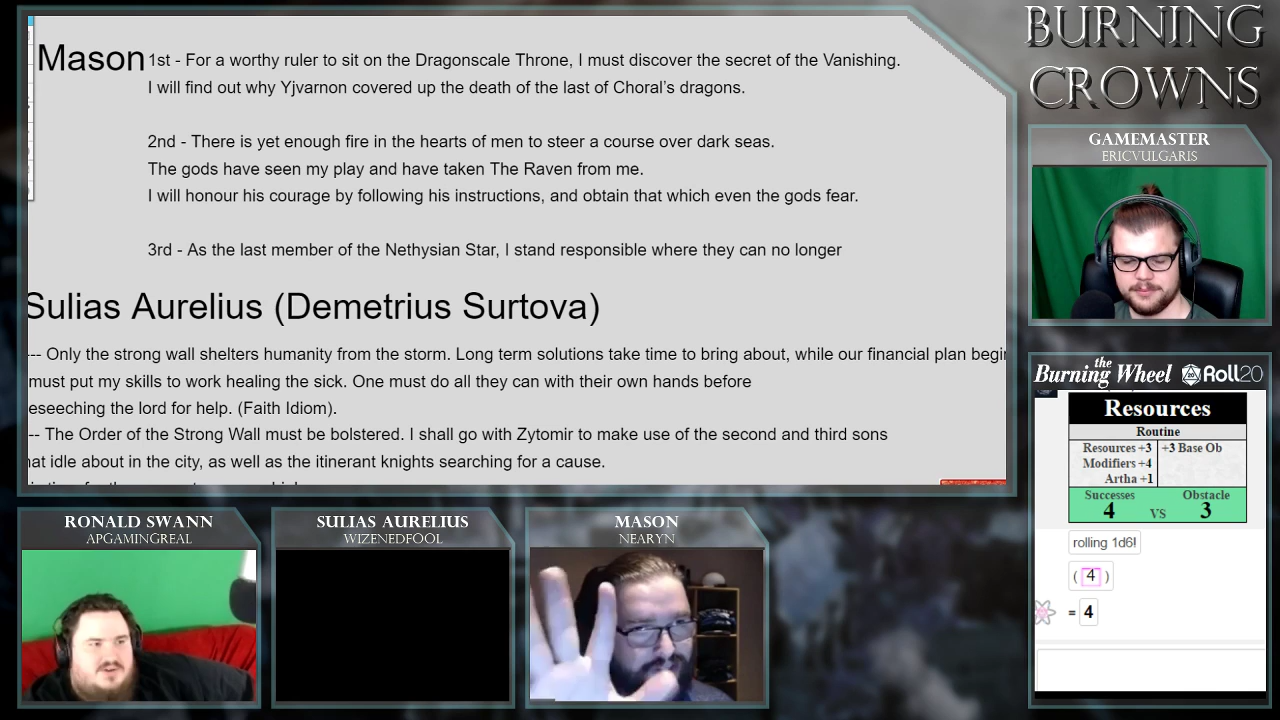 BURNING
CROWNS
Mason
1st - For a worthy ruler to sit on the Dragonscale Throne, I must discover the secret of the Vanishing.
I will find out why Yjvarnon covered up the death of the last of Choral's dragons.
2nd - There is yet enough fire in the hearts of men to steer a course over dark seas.
The gods have seen my play and have taken The Raven from me.
I will honour his courage by following his instructions, and obtain that which even the gods fear.
3rd - As the last member of the Nethysian Star, I stand responsible where they can no longer
Sulias Aurelius (Demetrius Surtova)
-- Only the strong wall shelters humanity from the storm. Long term solutions take time to bring about, while our financial plan begin
must put my skills to work healing the sick. One must do all they can with their own hands before
eseeching the lord for help. (Faith Idiom).
-- The Order of the Strong Wall must be bolstered. I shall go with Zytomir to make use of the second and third sons
hat idle about in the city, as well as the itinerant knights searching for a cause.
GAMEMASTER
ERICVULGARIS
the
Burning Wheel Roll20
Resources
Routine
Resources +3 +3 Base Ob
Modifiers +4
Artha +1
Successes Obstacle
4 VS 3
rolling 1d6!
( 4 )
= 4
RONALD SWANN
APGAMINGREAL
SULIAS AURELIUS
WIZENEDFOOL
MASON
NEARYN